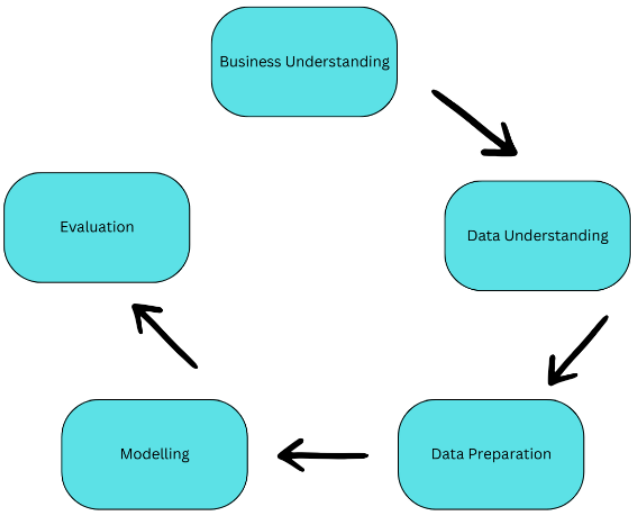 Business Understanding
Data Understanding
Data Preparation
Modelling
Evaluation